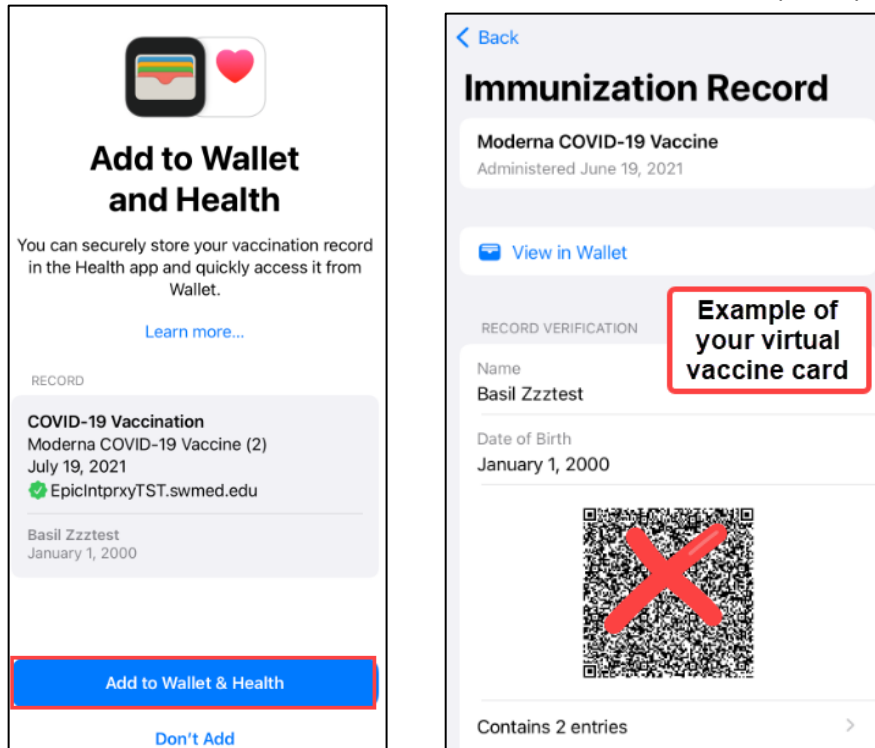 Add to Wallet
and Health
You can securely store your vaccination record
in the Health app and quickly access it from
Wallet.
Learn more...
RECORD
COVID-19 Vaccination
Moderna COVID-19 Vaccine (2)
July 19, 2021
EpicIntprxyTST.swmed.edu
Basil Zzztest
January 1, 2000
Add to Wallet & Health
Don't Add
Back
Immunization Record
Moderna COVID-19 Vaccine
Administered June 19, 2021
View in Wallet
RECORD VERIFICATION
Example of
your virtual
vaccine card
Name
Basil Zzztest
Date of Birth
January 1, 2000
Contains 2 entries